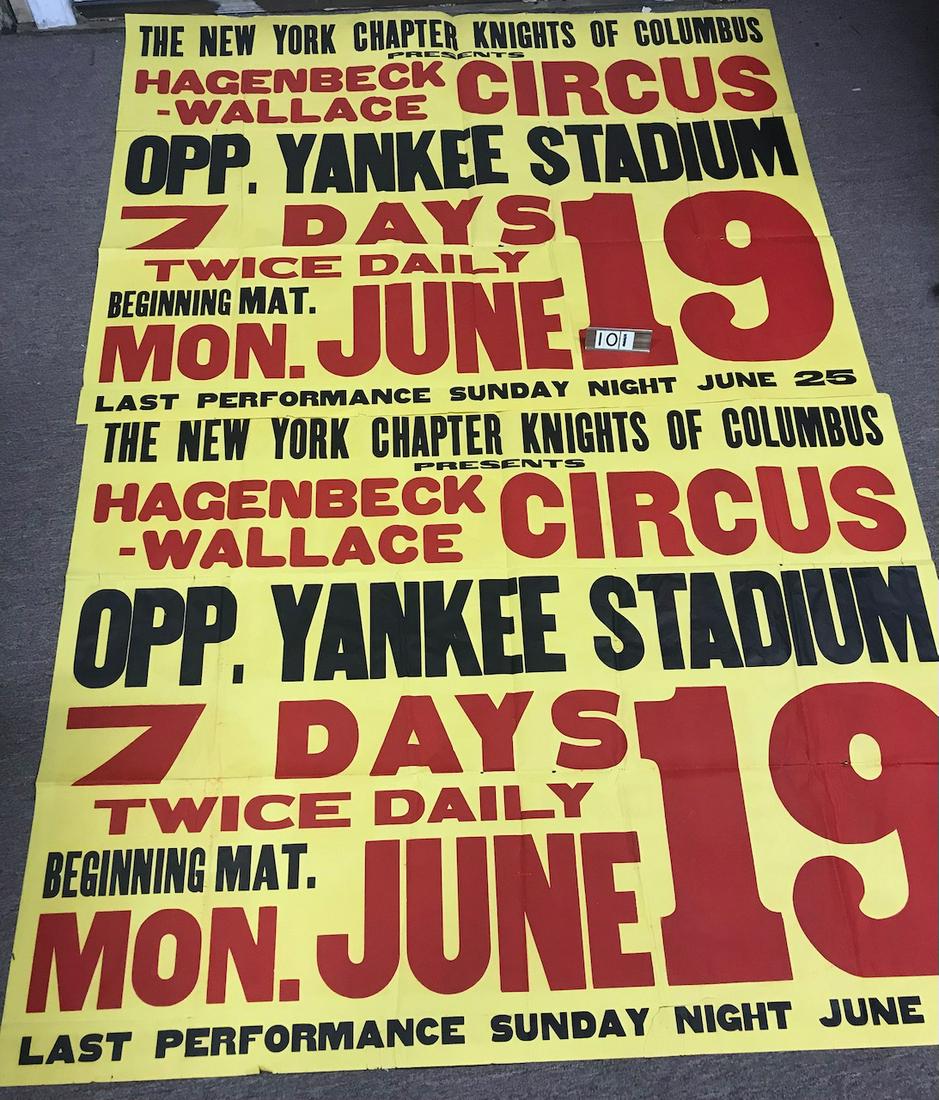 THE NEW YORK CHAPTER KNIGHTS OF COLUMBUS
PRESENTS
HAGENBECK
-WALLACE
CIRCUS
OPP. YANKEE STADIUM
7 DAYS
TWICE DAILY
BEGINNING MAT.
MON. JUNE 19
101
LAST PERFORMANCE SUNDAY NIGHT JUNE 25
THE NEW YORK CHAPTER KNIGHTS OF COLUMBUS
PRESENTS
HAGENBECK
-WALLACE
CIRCUS
OPP. YANKEE STADIUM
7 DAYS
TWICE DAILY
BEGINNING MAT.
MON. JUNE 19
LAST PERFORMANCE SUNDAY NIGHT JUNE